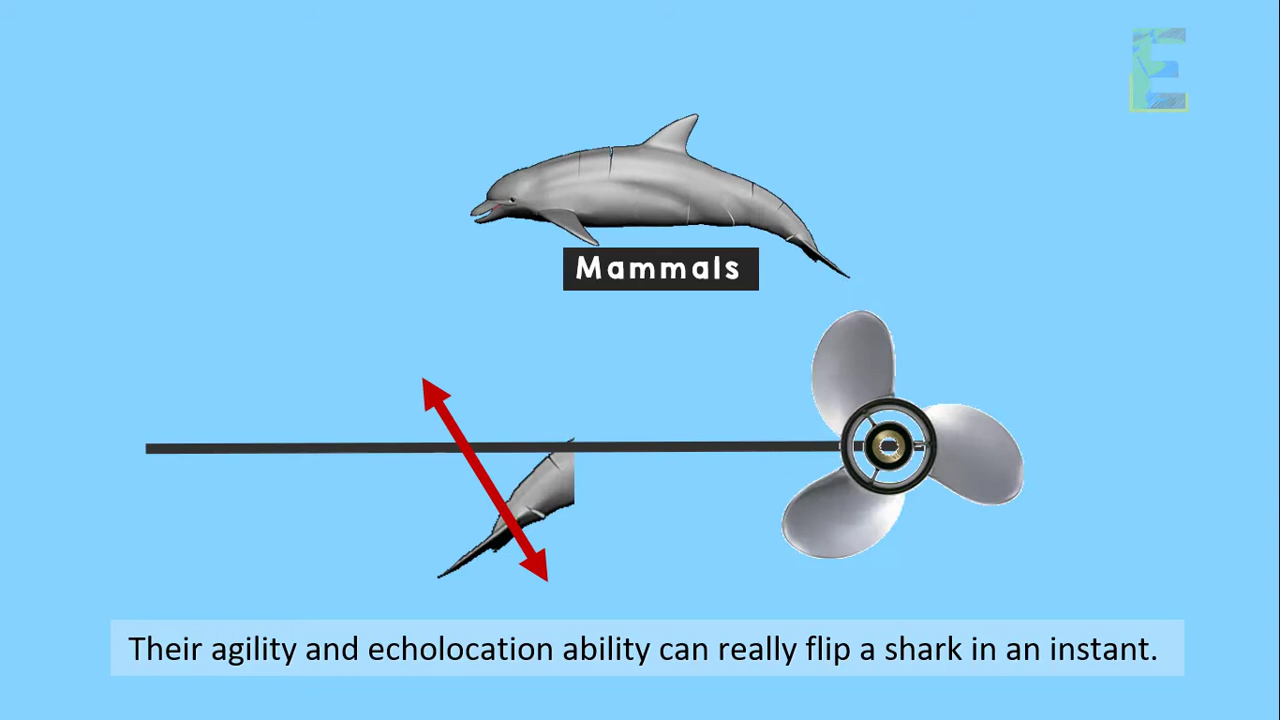 E
Mammals
Their agility and echolocation ability can really flip a shark in an instant.